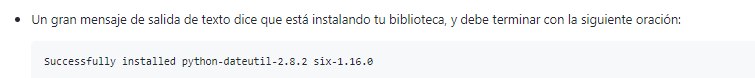 Un gran mensaje de salida de texto dice que está instalando tu biblioteca, y debe terminar con la siguiente oración:
Successfully installed python-dateutil-2.8.2 six-1.16.0